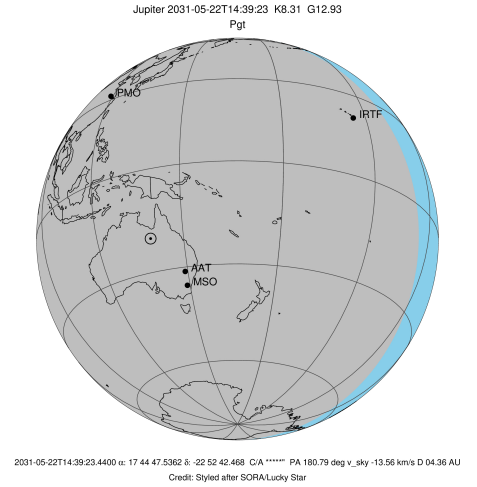 Jupiter 2031-05-22T14:39:23 K8.31 G12.93
Pgt
PMO
IRTF
AAT
MSO
2031-05-22T14:39:23.4400 α: 17 44 47.5362 δ: -22 52 42.468 C/A *****" PA 180.79 deg v_sky -13.56 km/s D 04.36 AU
Credit: Styled after SORA/Lucky Star